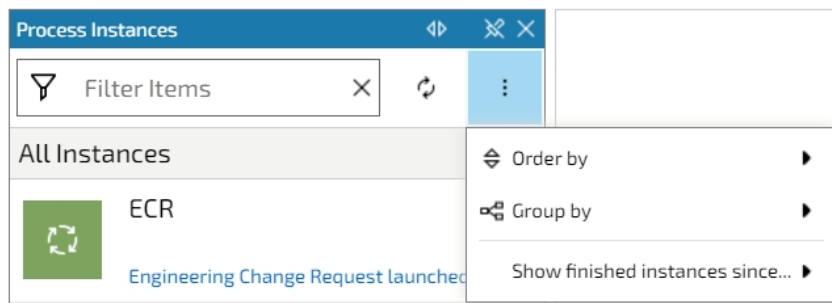 Process Instances
Filter Items
All Instances
Order by
ECR
Group by
Engineering Change Request launched
Show finished instances since...